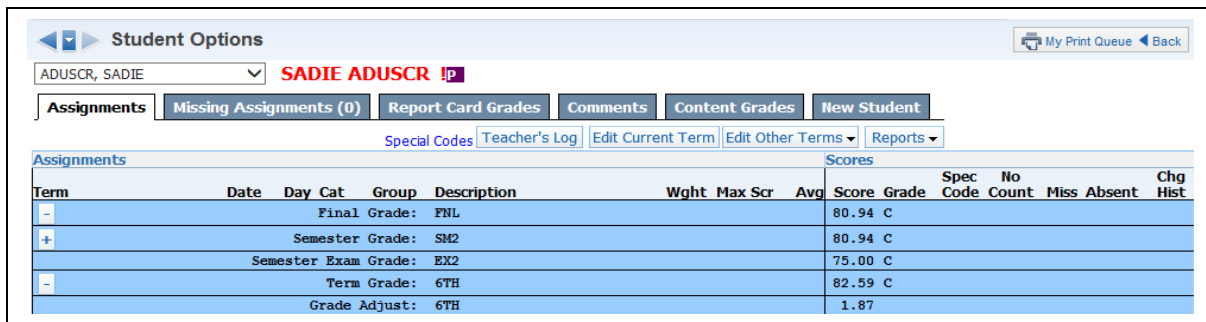 Student Options My Print Queue Back
ADUSCR, SADIE SADIE ADUSCR !P
Assignments Missing Assignments (0) Report Card Grades Comments Content Grades New Student
Special Codes Teacher's Log Edit Current Term Edit Other Terms Reports
Assignments Scores
Term Date Day Cat Group Description Wght Max Scr Avg Score Grade Spec Code No Count Miss Absent Chg Hist
- Final Grade: FNL 80.94 C
+ Semester Grade: SM2 80.94 C
Semester Exam Grade: EX2 75.00 C
- Term Grade: 6TH 82.59 C
Grade Adjust: 6TH 1.87